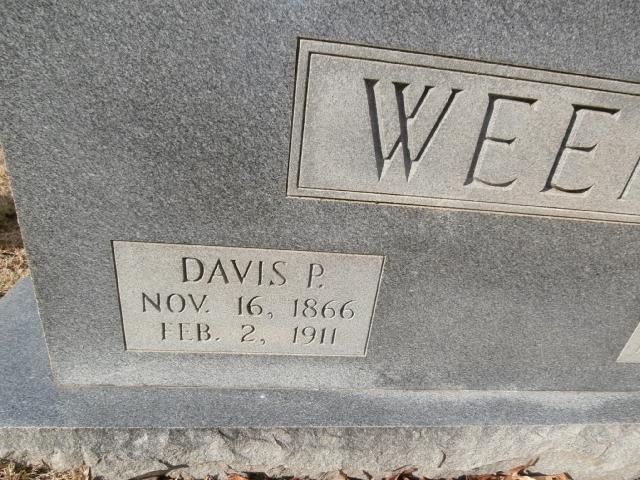 WEE
DAVIS P.
NOV. 16, 1866
FEB. 2, 1911